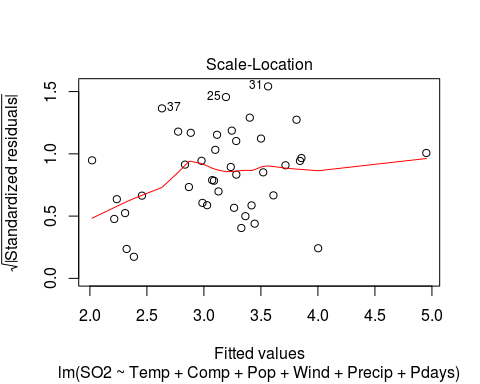 Scale-Location
√|Standardized residuals|
0.0 0.5 1.0 1.5
31
25
37
2.0 2.5 3.0 3.5 4.0 4.5 5.0
Fitted values
lm(SO2 ~ Temp + Comp + Pop + Wind + Precip + Pdays)